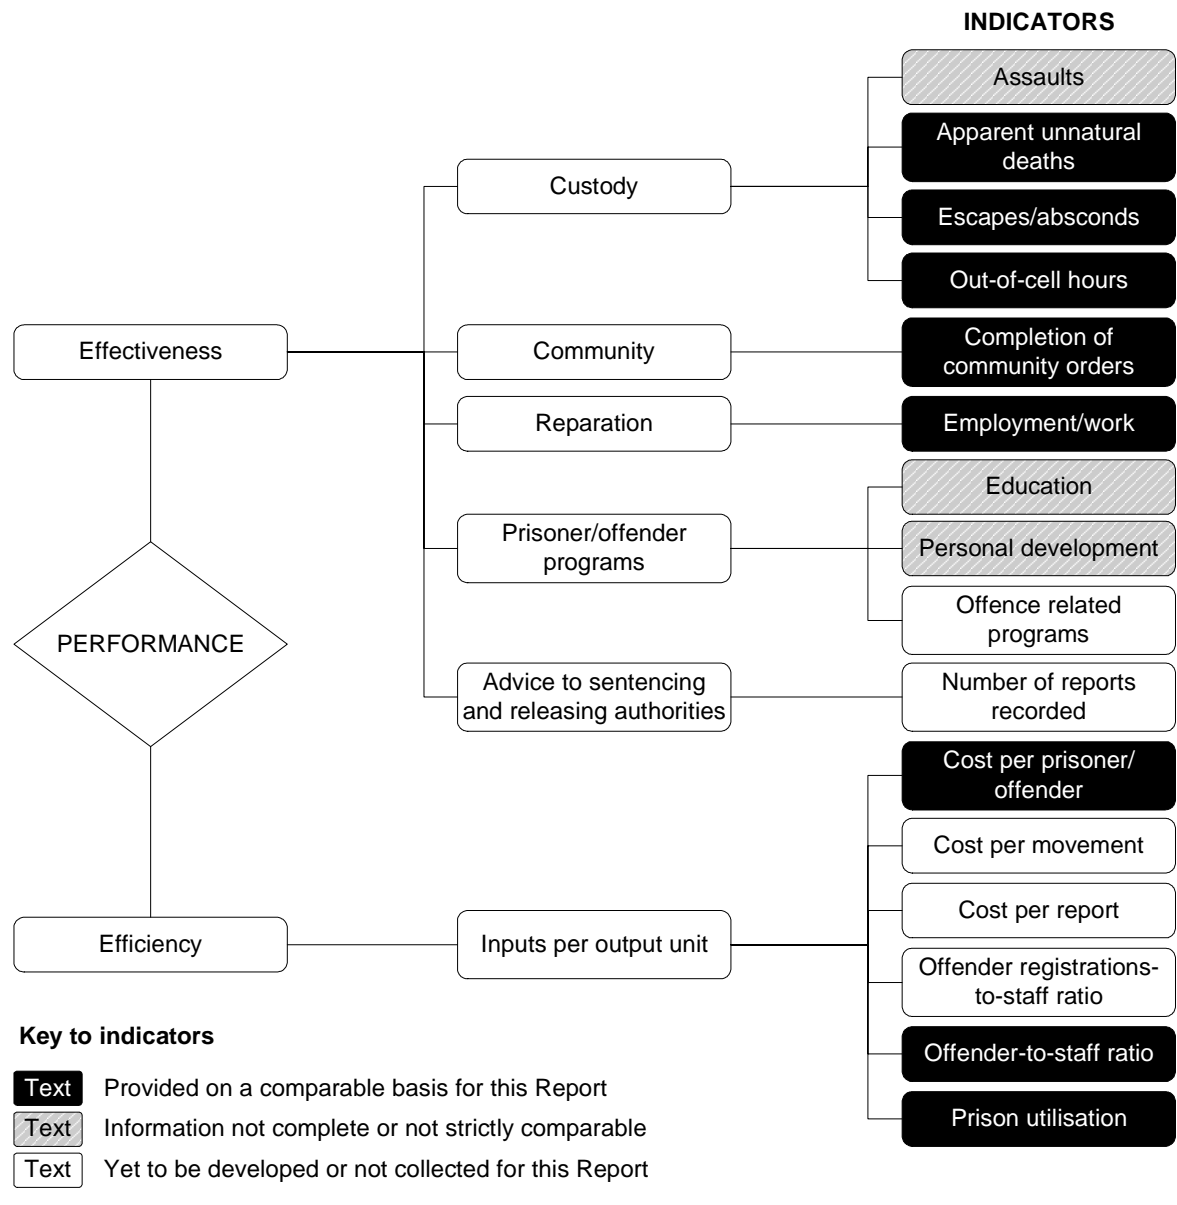 INDICATORS
Assaults
Apparent unnatural
deaths
Custody
Escapes/absonds
Out-of-cell hours
Effectiveness
Community
Completion of
community orders
Reparation
Employment/work
Education
Prisoner/offender
programs
Personal development
Offence related
programs
PERFORMANCE
Advice to sentencing
and releasing authorities
Number of reports
recorded
Cost per prisoner/
offender
Cost per movement
Cost per report
Efficiency
Inputs per output unit
Offender registrations-
to-staff ratio
Offender-to-staff ratio
Prison utilisation
Key to indicators
Text Provided on a comparable basis for this Report
Text Information not complete or not strictly comparable
Text Yet to be developed or not collected for this Report